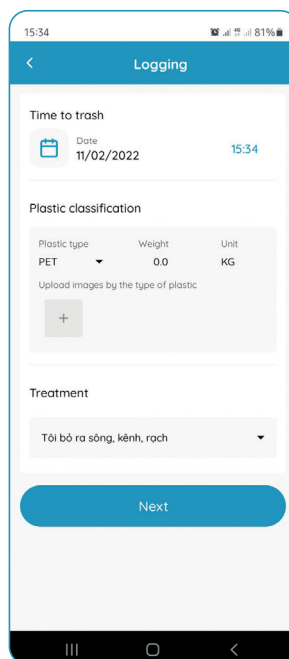 15:34 81%
Logging
Time to trash
Date
11/02/2022 15:34
Plastic classification
Plastic type Weight Unit
PET 0.0 KG
Upload images by the type of plastic
+
Treatment
Tôi bỏ ra sông, kênh, rạch
Next